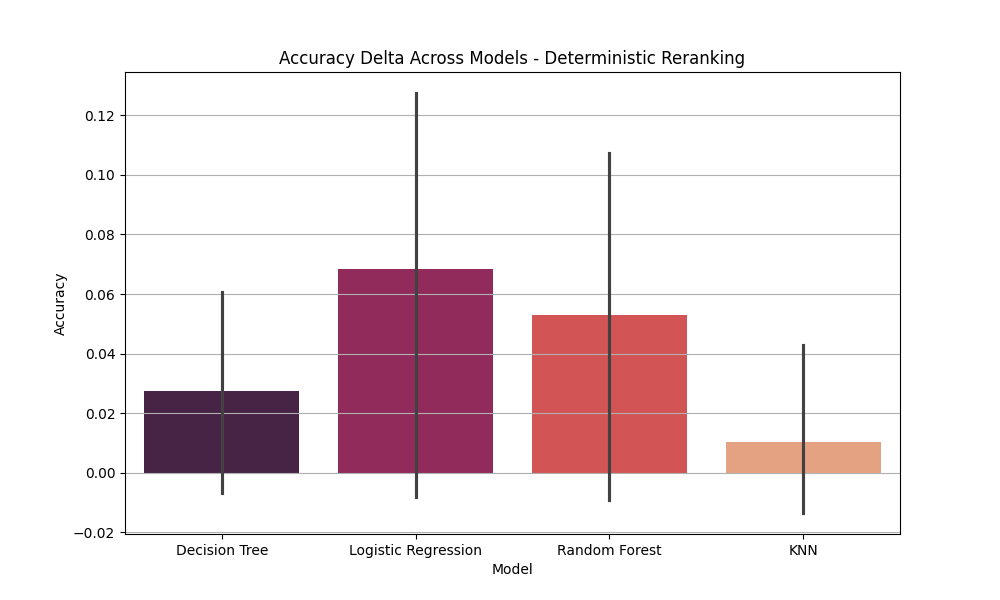 Accuracy Delta Across Models - Deterministic Reranking
Accuracy
0.12
0.10
0.08
0.06
0.04
0.02
0.00
−0.02
Decision Tree
Logistic Regression
Random Forest
KNN
Model